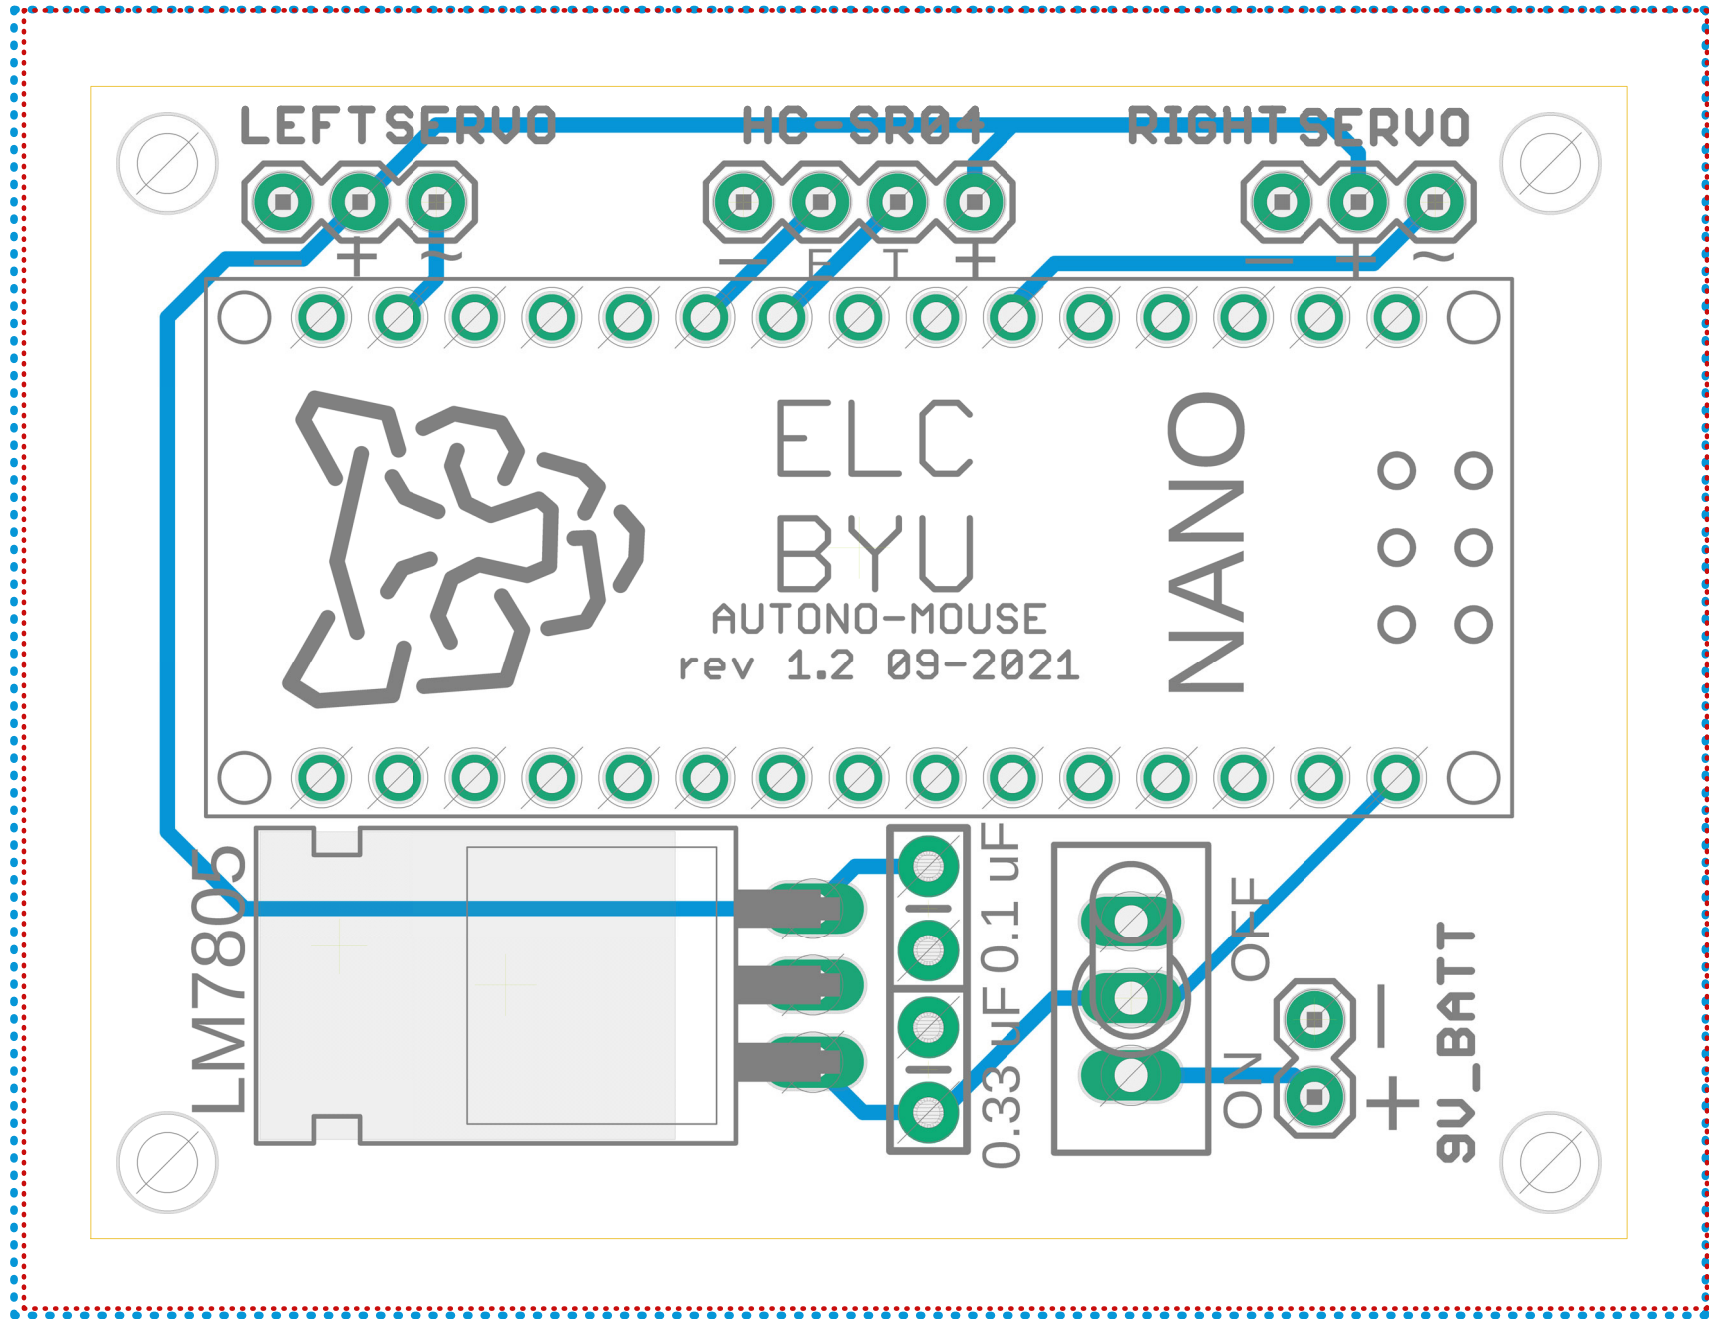 LEFTSERVO HC-SR04 RIGHTSERVO
− + ~ − E T + − + ~
ELC
BYU
NANO
AUTONO-MOUSE
rev 1.2 09-2021
LM7805
0.33 uF 0.1 uF
OFF
ON
−
+
9V_BATT